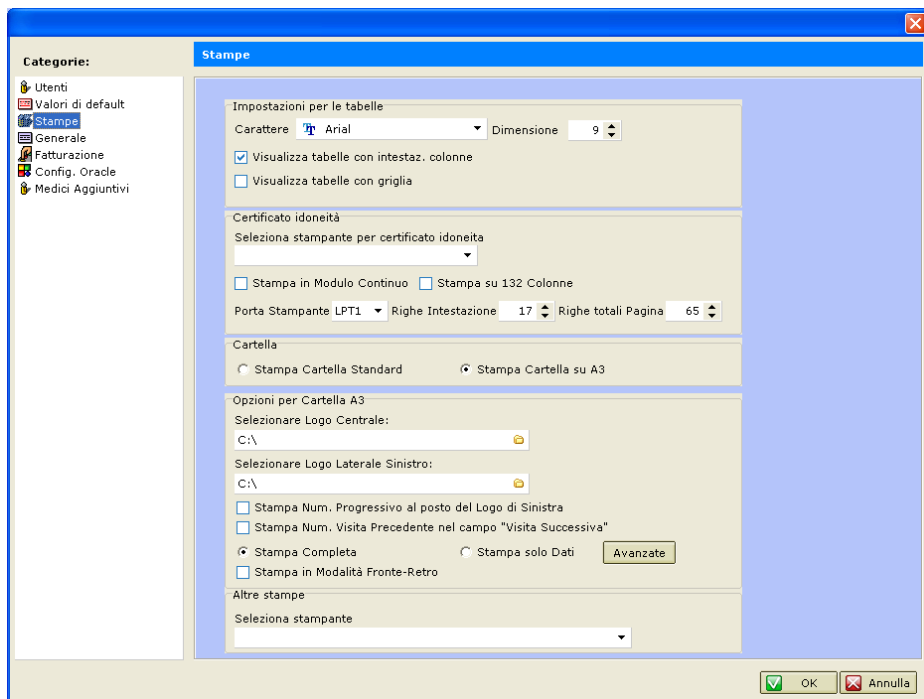 Categorie:
Utenti
Valori di default
Stampe
Generale
Fatturazione
Config. Oracle
Medici Aggiuntivi
Stampe
Impostazioni per le tabelle
Carattere Arial Dimensione 9
Visualizza tabelle con intestaz. colonne
Visualizza tabelle con griglia
Certificato idoneità
Seleziona stampante per certificato idoneita
Stampa in Modulo Continuo Stampa su 132 Colonne
Porta Stampante LPT1 Righe Intestazione 17 Righe totali Pagina 65
Cartella
Stampa Cartella Standard Stampa Cartella su A3
Opzioni per Cartella A3
Selezionare Logo Centrale:
C:\
Selezionare Logo Laterale Sinistro:
C:\
Stampa Num. Progressivo al posto del Logo di Sinistra
Stampa Num. Visita Precedente nel campo "Visita Successiva"
Stampa Completa Stampa solo Dati Avanzate
Stampa in Modalità Fronte-Retro
Altre stampe
Seleziona stampante
OK Annulla